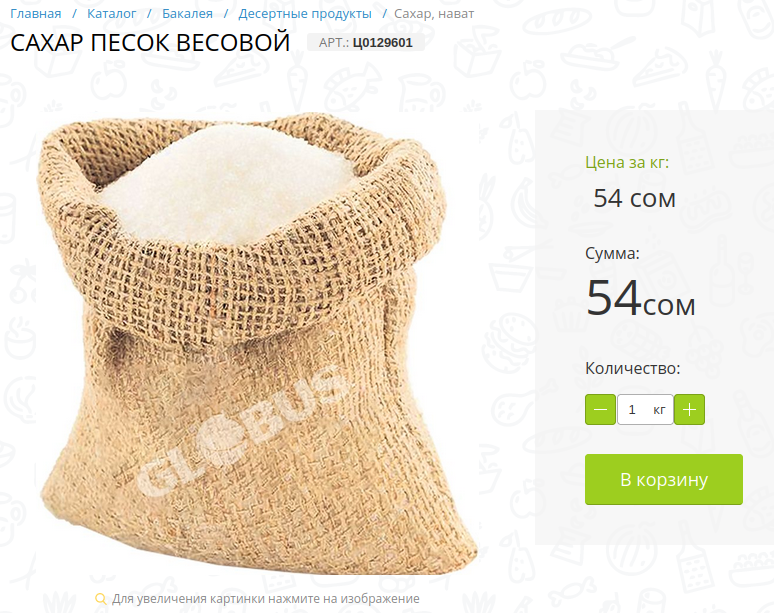 Главная / Каталог / Бакалея / Десертные продукты / Сахар, нават
САХАР ПЕСОК ВЕСОВОЙ АРТ.: Ц0129601
Цена за кг:
54 сом
Сумма:
54сом
GLOBUS
Количество:
1 кг
В корзину
Для увеличения картинки нажмите на изображение